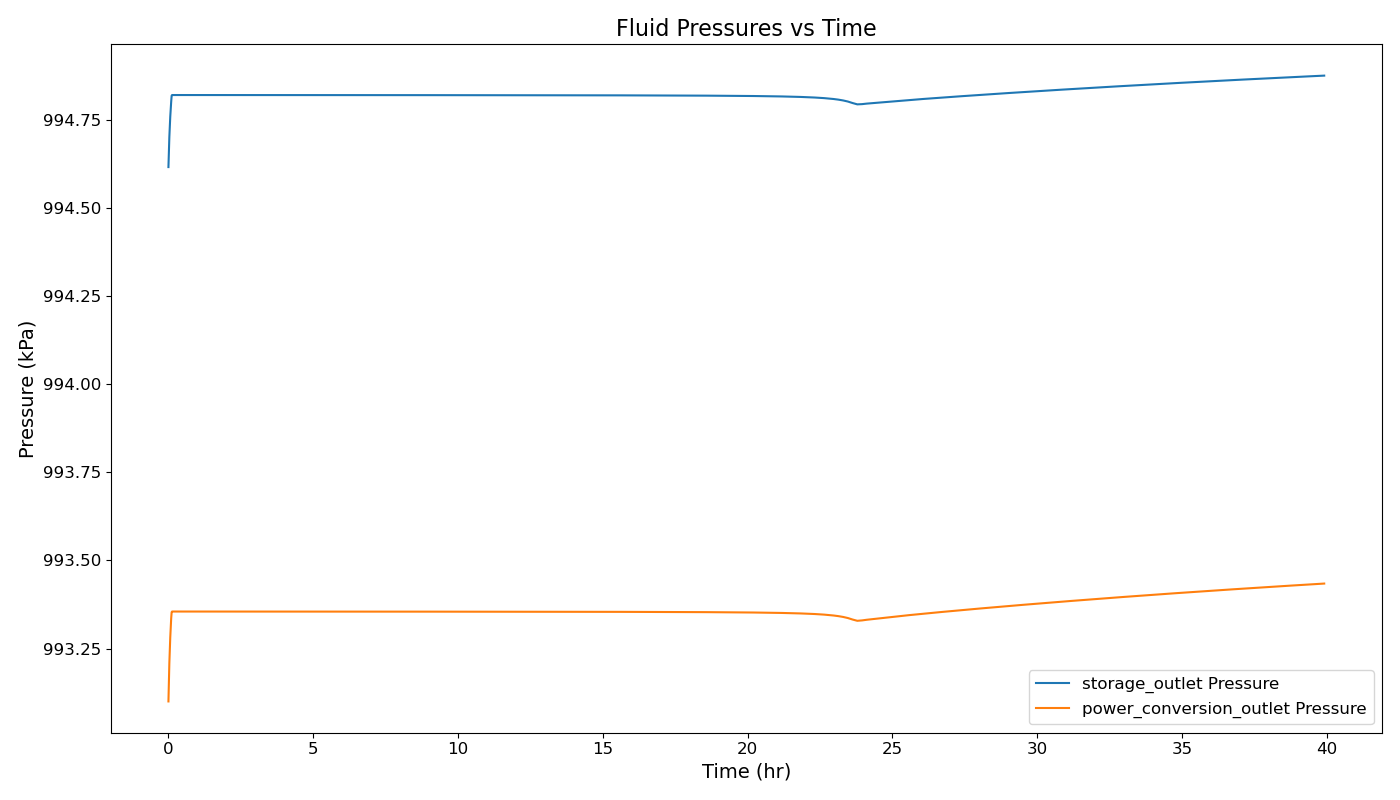 Fluid Pressures vs Time
Pressure (kPa)
994.75
994.50
994.25
994.00
993.75
993.50
993.25
0 5 10 15 20 25 30 35 40
Time (hr)
storage_outlet Pressure
power_conversion_outlet Pressure